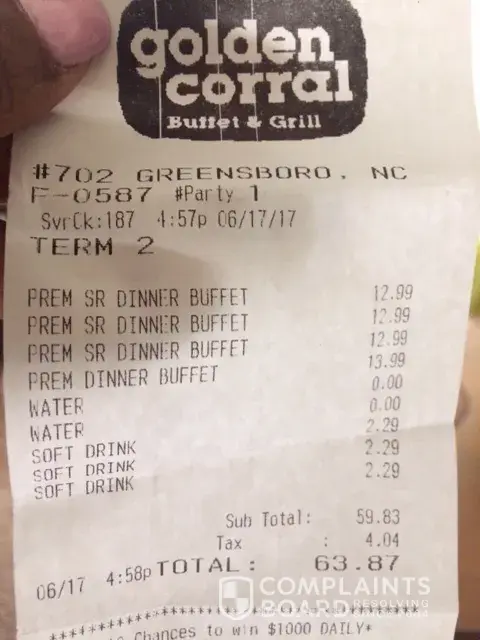 golden
corral
Buffet & Grill
#702 GREENSBORO, NC
F-0587 #Party 1
SvrCk:187 4:57p 06/17/17
TERM 2
PREM SR DINNER BUFFET 12.99
PREM SR DINNER BUFFET 12.99
PREM SR DINNER BUFFET 12.99
PREM DINNER BUFFET 13.99
WATER 0.00
WATER 0.00
SOFT DRINK 2.29
SOFT DRINK 2.29
SOFT DRINK 2.29
Sub Total: 59.83
Tax : 4.04
06/17 4:58p TOTAL: 63.87
COMPLAINTS
BOARD RESOLVING
Chances to win $1000 DAILY*